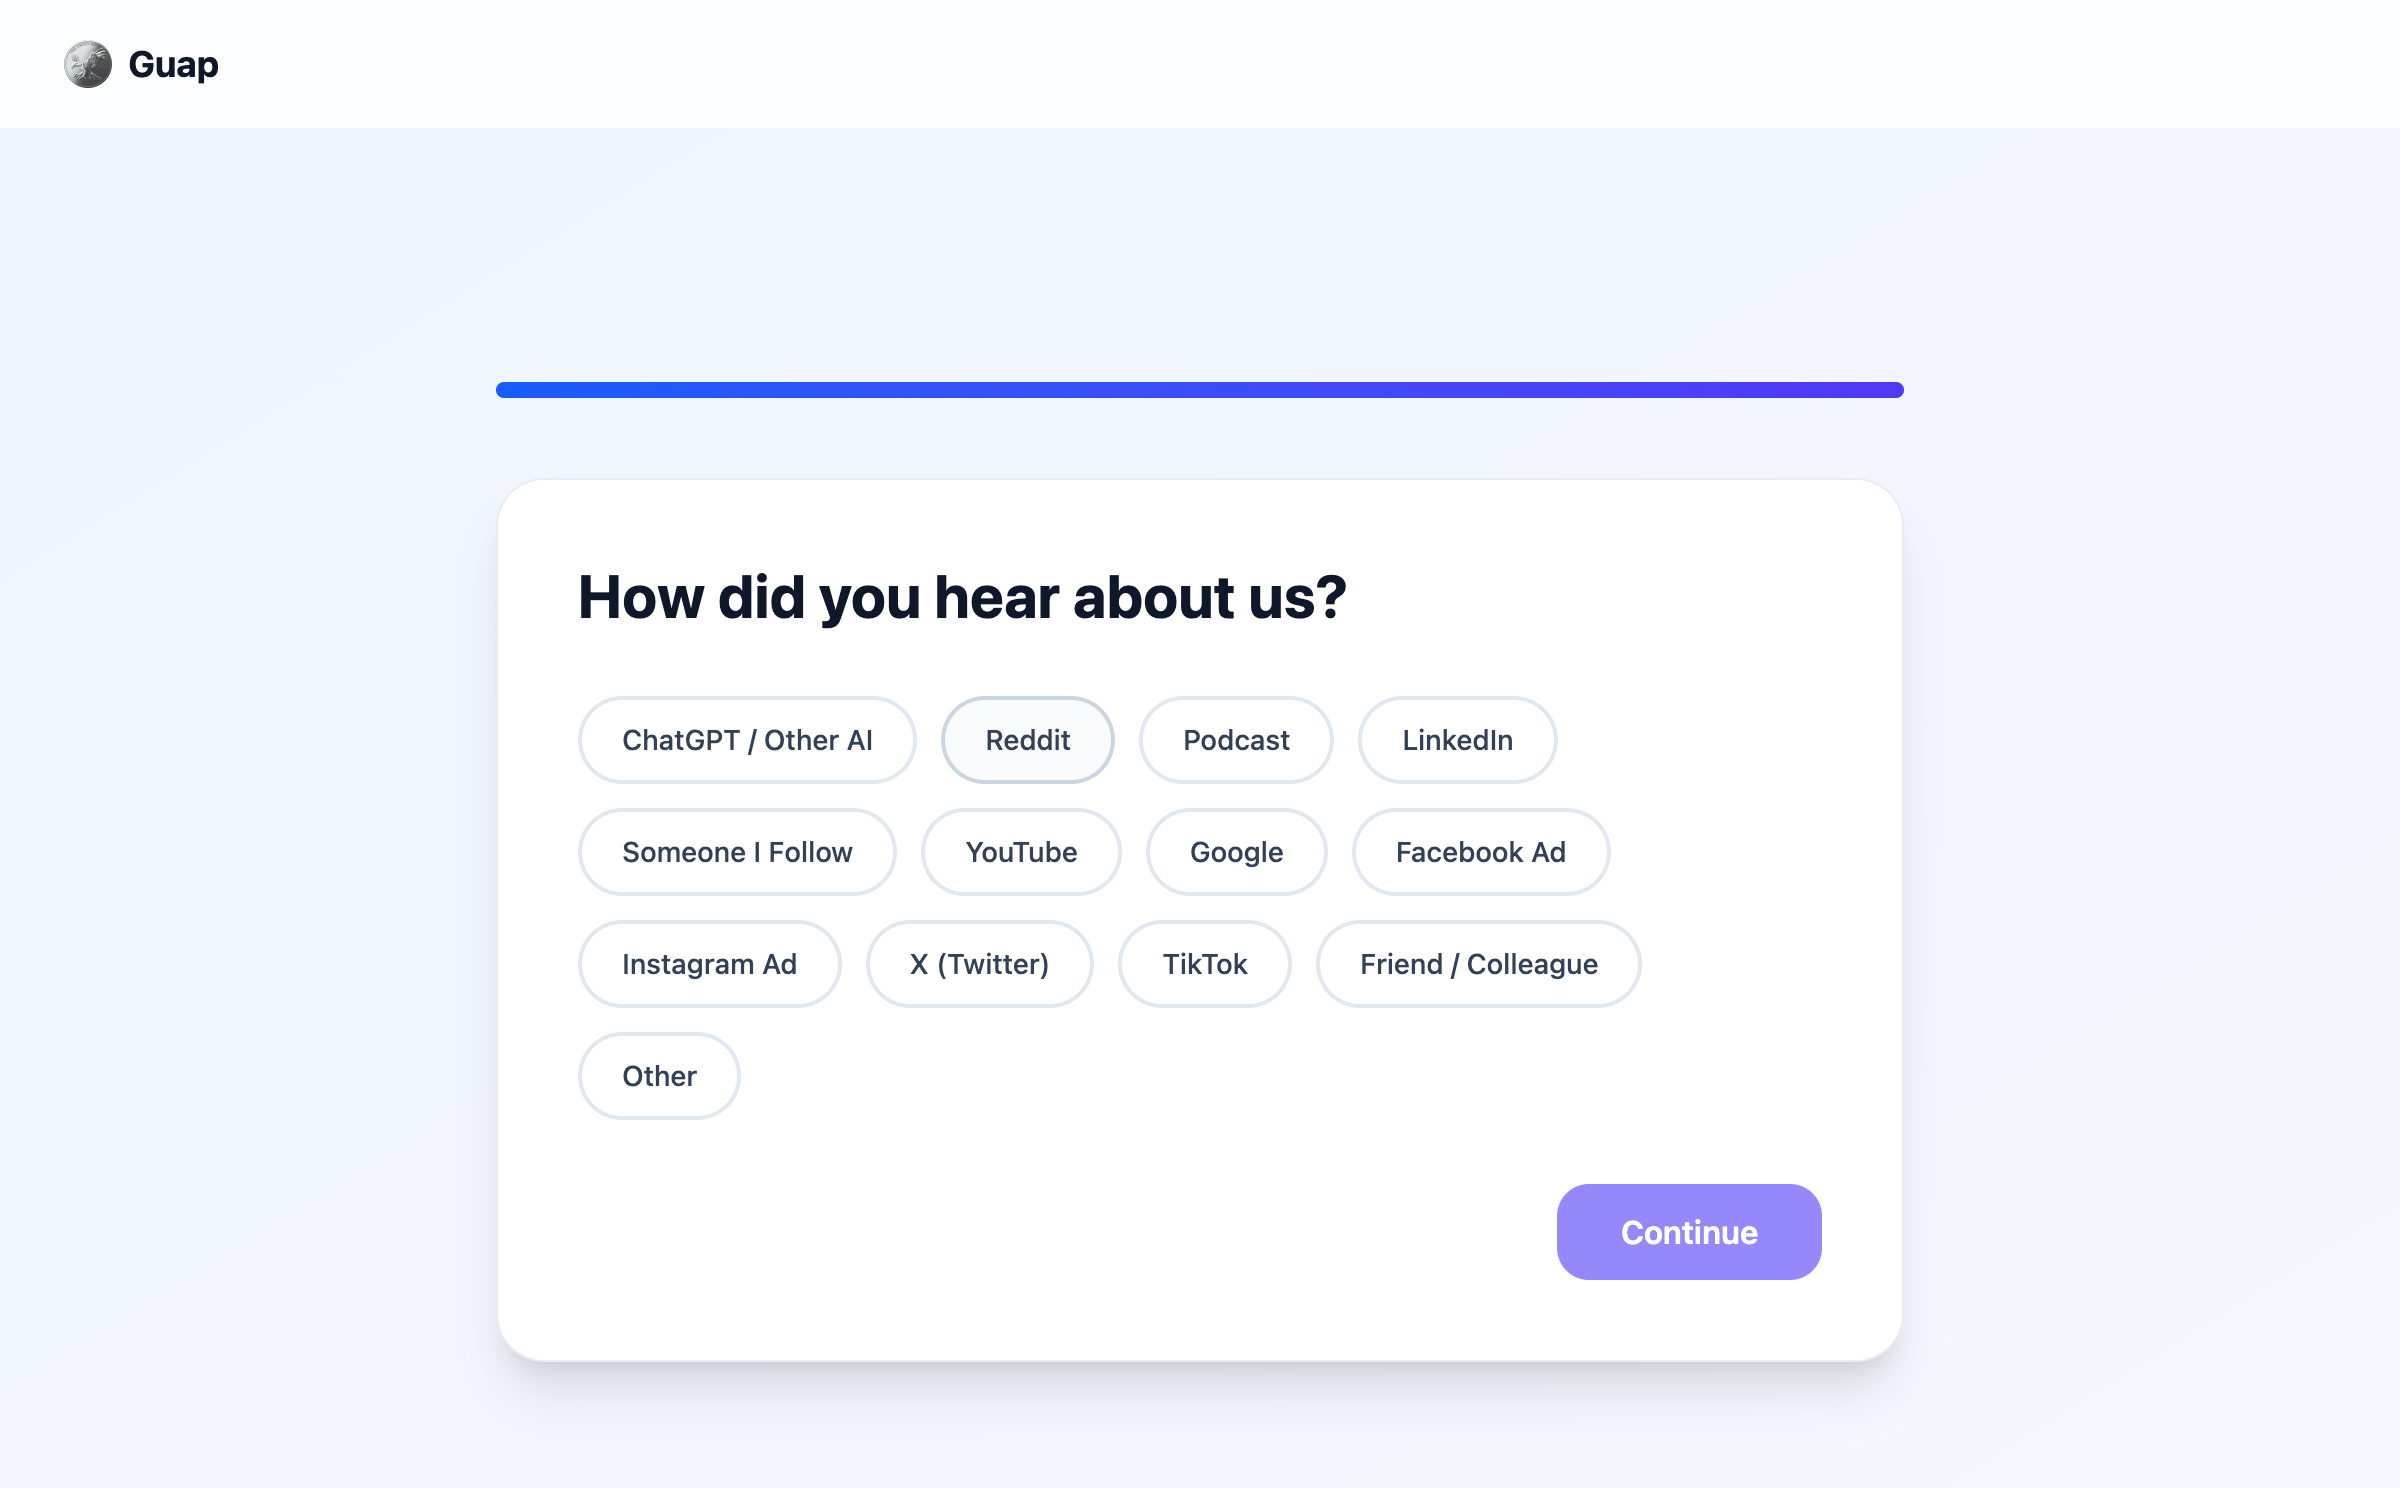 Guap
How did you hear about us?
ChatGPT / Other AI Reddit Podcast LinkedIn
Someone I Follow YouTube Google Facebook Ad
Instagram Ad X (Twitter) TikTok Friend / Colleague
Other
Continue